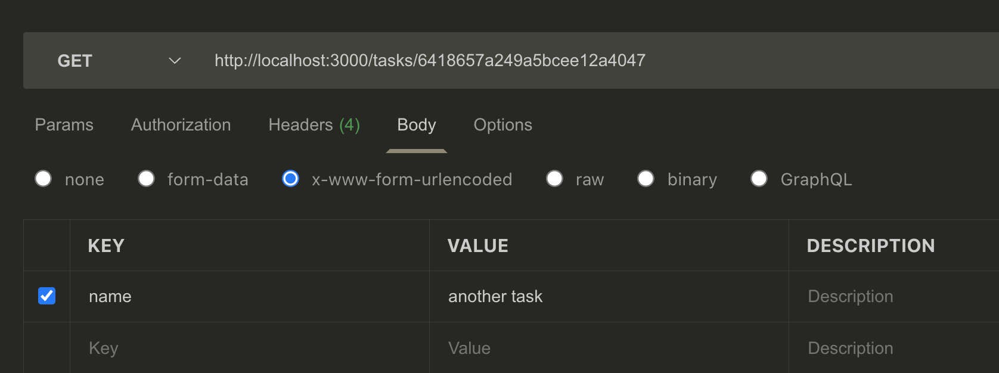 GET http://localhost:3000/tasks/6418657a249a5bcee12a4047
Params Authorization Headers (4) Body Options
none form-data x-www-form-urlencoded raw binary GraphQL
KEY VALUE DESCRIPTION
name another task Description
Key Value Description